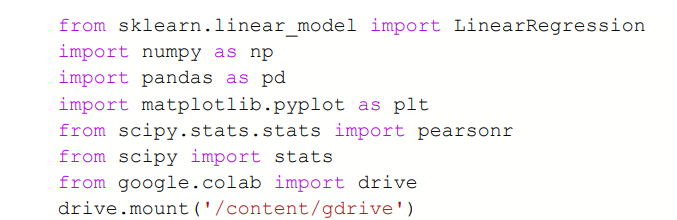 from sklearn.linear_model import LinearRegression
import numpy as np
import pandas as pd
import matplotlib.pyplot as plt
from scipy.stats.stats import pearsonr
from scipy import stats
from google.colab import drive
drive.mount('/content/gdrive')